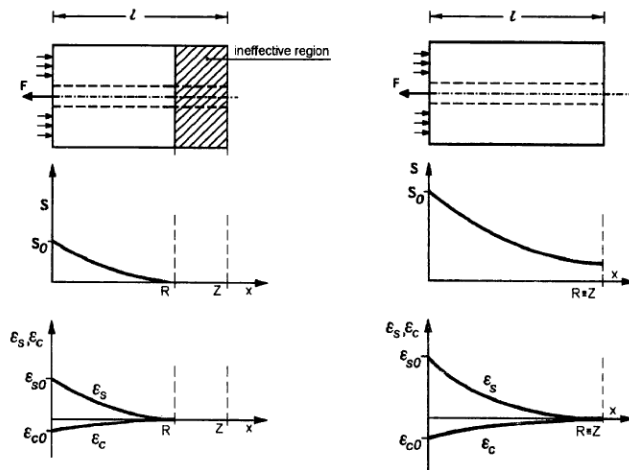 l
ineffective region
F
S
S0
R
Z
x
εs,εc
εs0
εs
R
Z
x
εc0
εc
l
F
S
S0
x
R≡Z
εs,εc
εs0
εs
x
R≡Z
εc0
εc